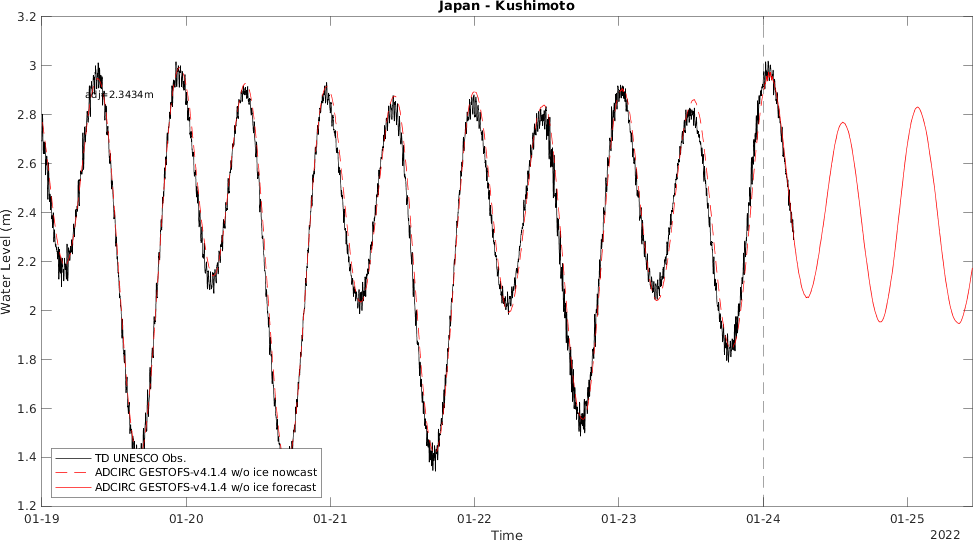 Japan - Kushimoto
3.2
3
2.8
2.6
2.4
2.2
2
1.8
1.6
1.4
1.2
Water Level (m)
adj=2.3434m
TD UNESCO Obs.
ADCIRC GESTOFS-v4.1.4 w/o ice nowcast
ADCIRC GESTOFS-v4.1.4 w/o ice forecast
01-19 01-20 01-21 01-22 01-23 01-24 01-25
Time
2022